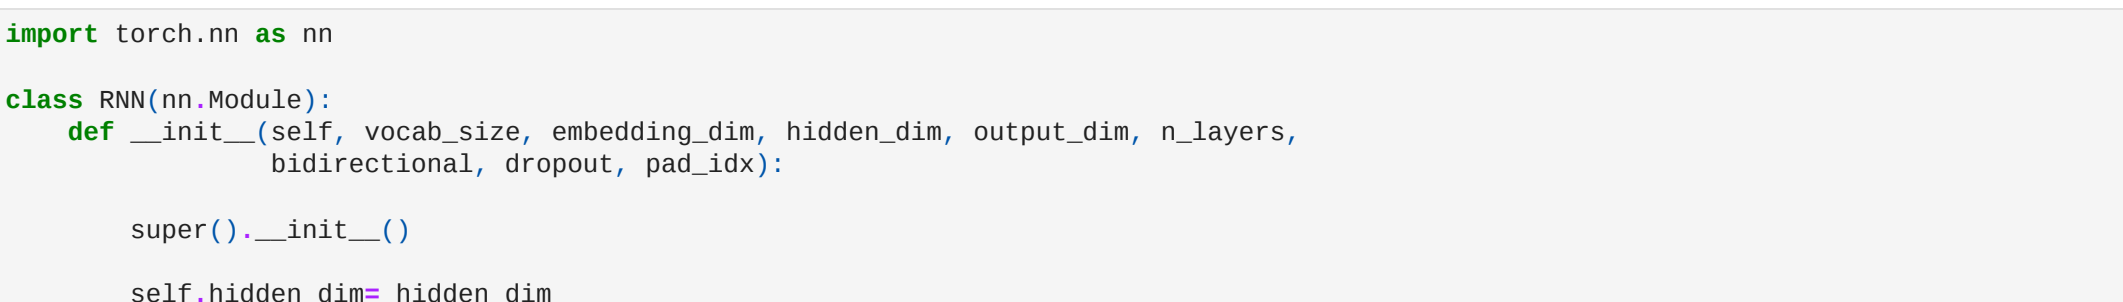 import torch.nn as nn
class RNN(nn.Module):
    def __init__(self, vocab_size, embedding_dim, hidden_dim, output_dim, n_layers,
                 bidirectional, dropout, pad_idx):
        super().__init__()
        self.hidden_dim= hidden_dim